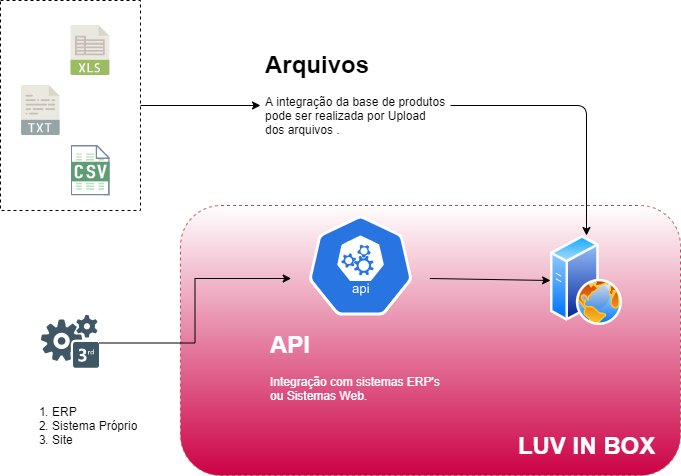 XLS
TXT
CSV
Arquivos
A integração da base de produtos
pode ser realizada por Upload
dos arquivos .
api
3rd
API
Integração com sistemas ERP's
ou Sistemas Web.
1. ERP
2. Sistema Próprio
3. Site
LUV IN BOX